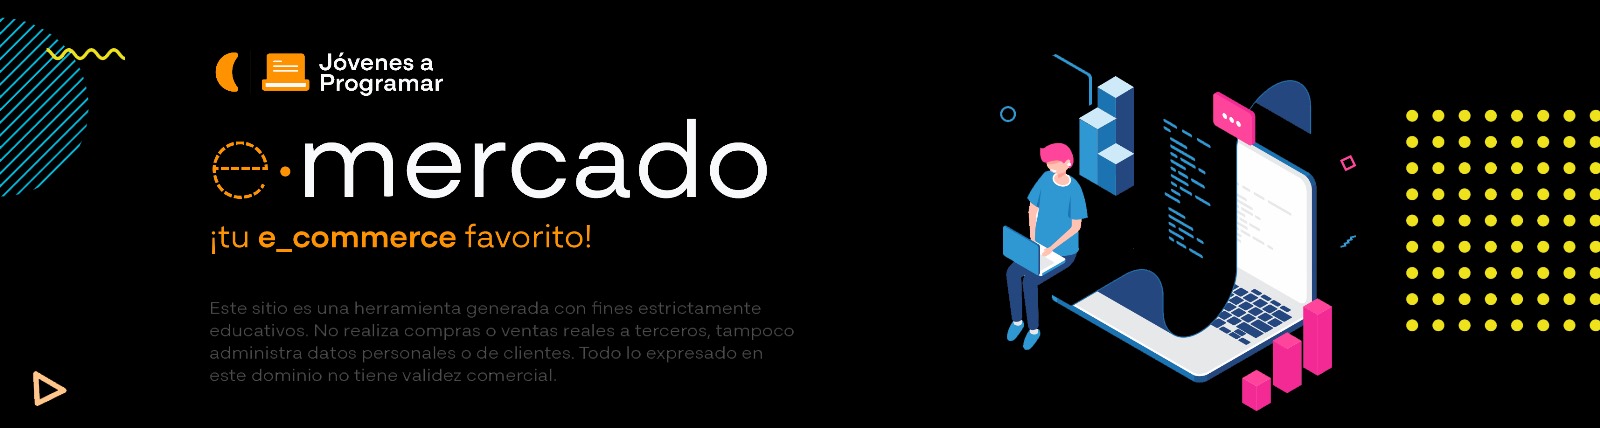 Jóvenes a
Programar
e·mercado
¡tu e_commerce favorito!
Este sitio es una herramienta generada con fines estrictamente
educativos. No realiza compras o ventas reales a terceros, tampoco
administra datos personales o de clientes. Todo lo expresado en
este dominio no tiene validez comercial.